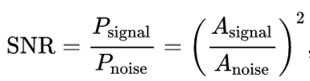 SNR = P_signal / P_noise = (A_signal / A_noise)²,